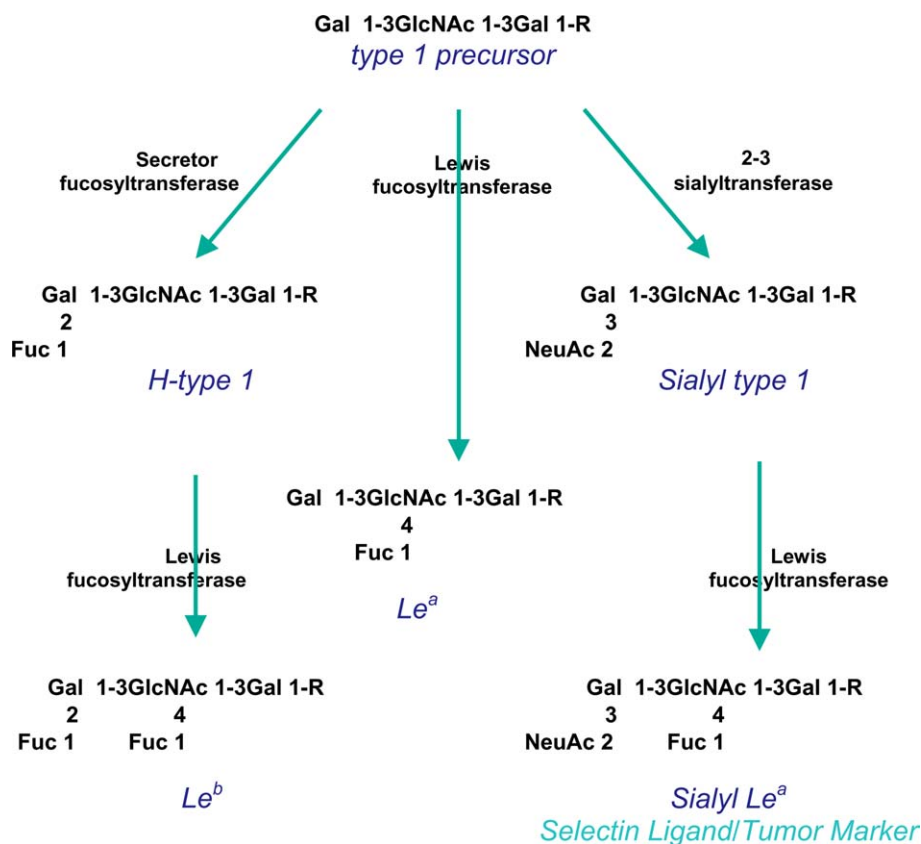 Gal 1-3GlcNAc 1-3Gal 1-R
type 1 precursor
Secretor
fucosyltransferase
Lewis
fucosyltransferase
2-3
sialyltransferase
Gal 1-3GlcNAc 1-3Gal 1-R
2
Fuc 1
H-type 1
Gal 1-3GlcNAc 1-3Gal 1-R
3
NeuAc 2
Sialyl type 1
Gal 1-3GlcNAc 1-3Gal 1-R
4
Fuc 1
Le^a
Lewis
fucosyltransferase
Lewis
fucosyltransferase
Gal 1-3GlcNAc 1-3Gal 1-R
2 4
Fuc 1 Fuc 1
Le^b
Gal 1-3GlcNAc 1-3Gal 1-R
3 4
NeuAc 2 Fuc 1
Sialyl Le^a
Selectin Ligand/Tumor Marker